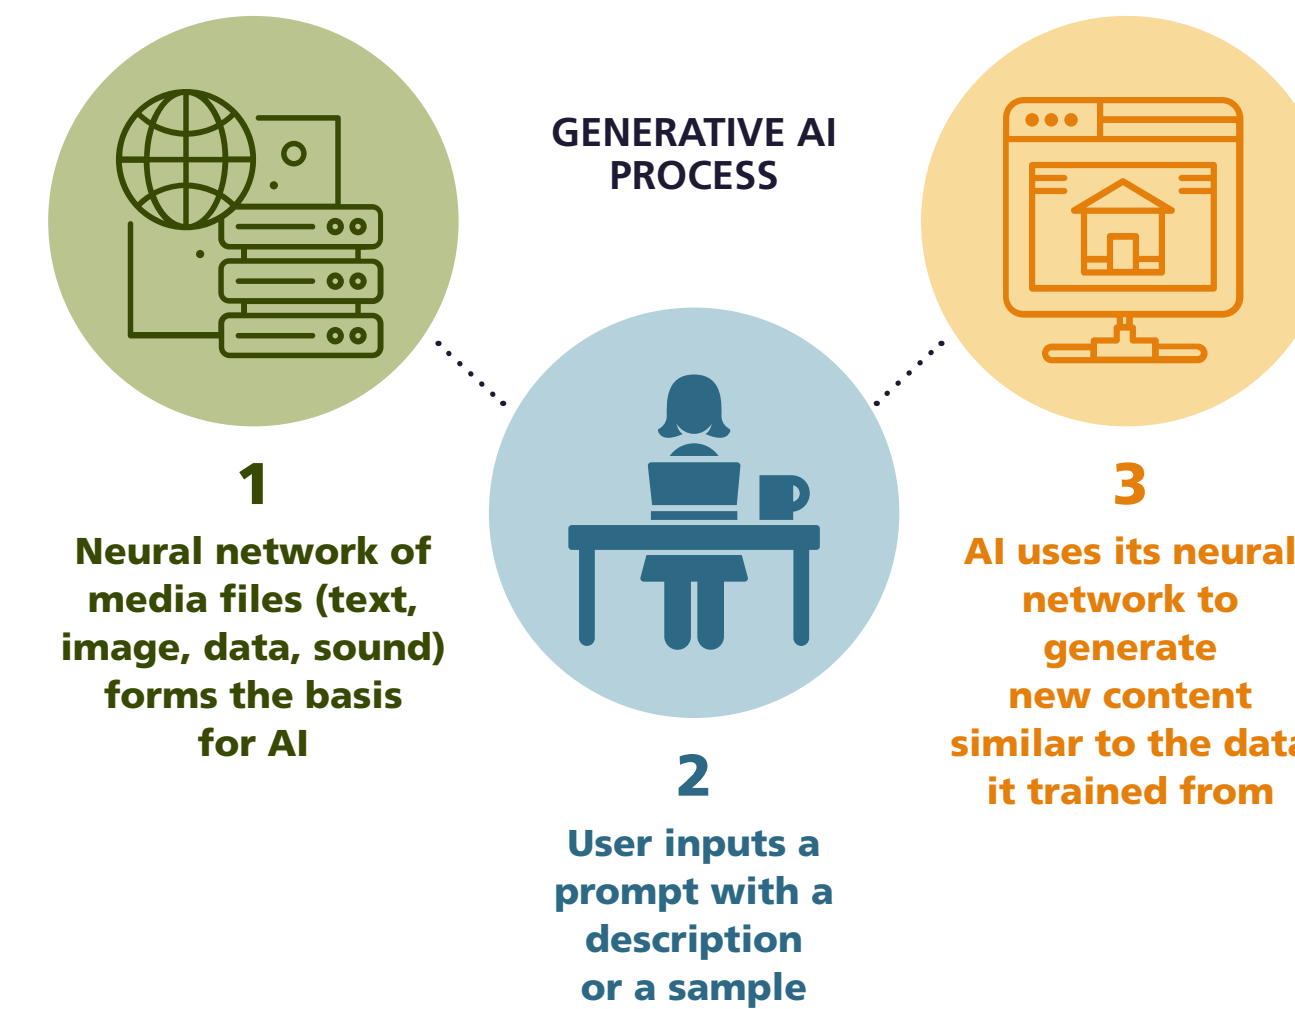 GENERATIVE AI
PROCESS
1
Neural network of
media files (text,
image, data, sound)
forms the basis
for AI
2
User inputs a
prompt with a
description
or a sample
3
AI uses its neural
network to
generate
new content
similar to the data
it trained from